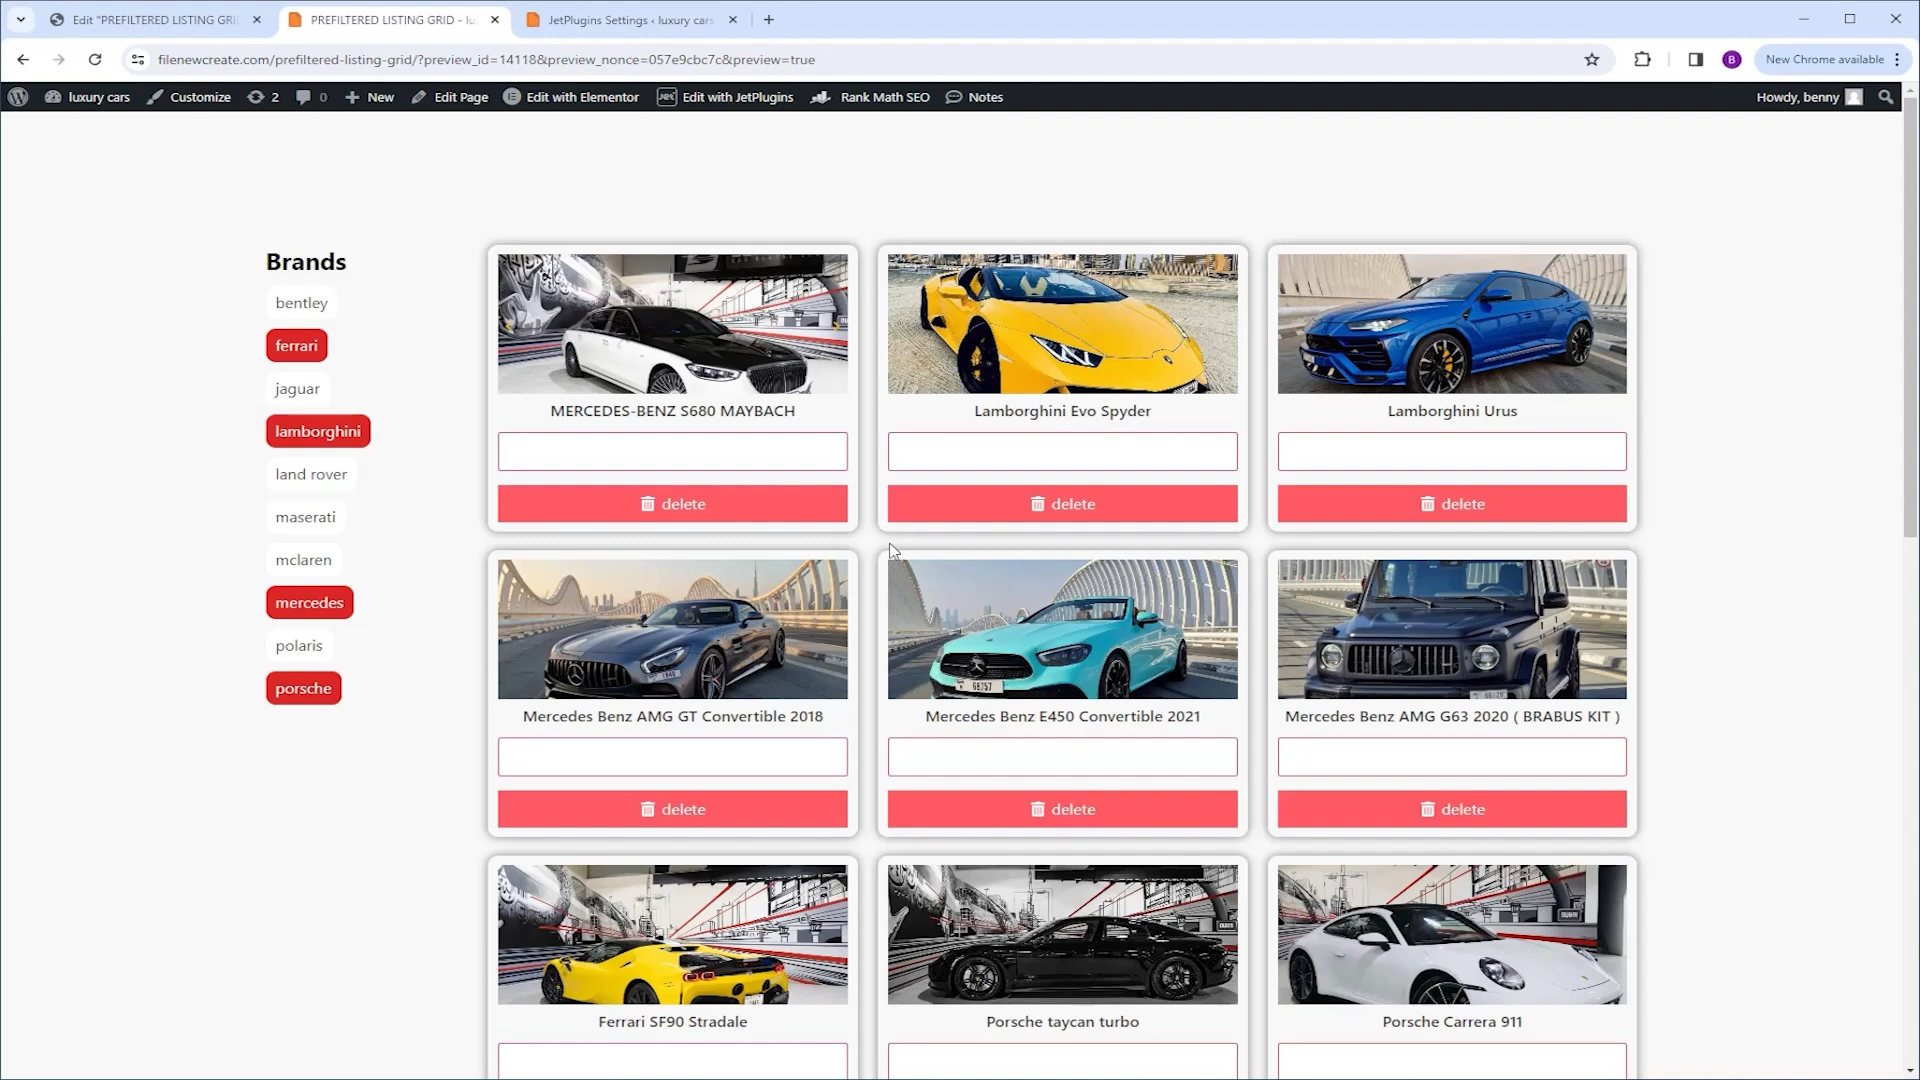 Edit "PREFILTERED LISTING GRI
PREFILTERED LISTING GRID - lu
JetPlugins Settings ‹ luxury cars
filenewcreate.com/prefiltered-listing-grid/?preview_id=14118&preview_nonce=057e9cbc7c&preview=true
B
New Chrome available
luxury cars
Customize
2
0
New
Edit Page
Edit with Elementor
Jet
Edit with JetPlugins
Rank Math SEO
Notes
Howdy, benny
Brands
bentley
ferrari
jaguar
lamborghini
land rover
maserati
mclaren
mercedes
polaris
porsche
MERCEDES-BENZ S680 MAYBACH
delete
Lamborghini Evo Spyder
delete
Lamborghini Urus
delete
Mercedes Benz AMG GT Convertible 2018
delete
68757
Mercedes Benz E450 Convertible 2021
delete
Mercedes Benz AMG G63 2020 ( BRABUS KIT )
delete
Ferrari SF90 Stradale
Porsche taycan turbo
Porsche Carrera 911